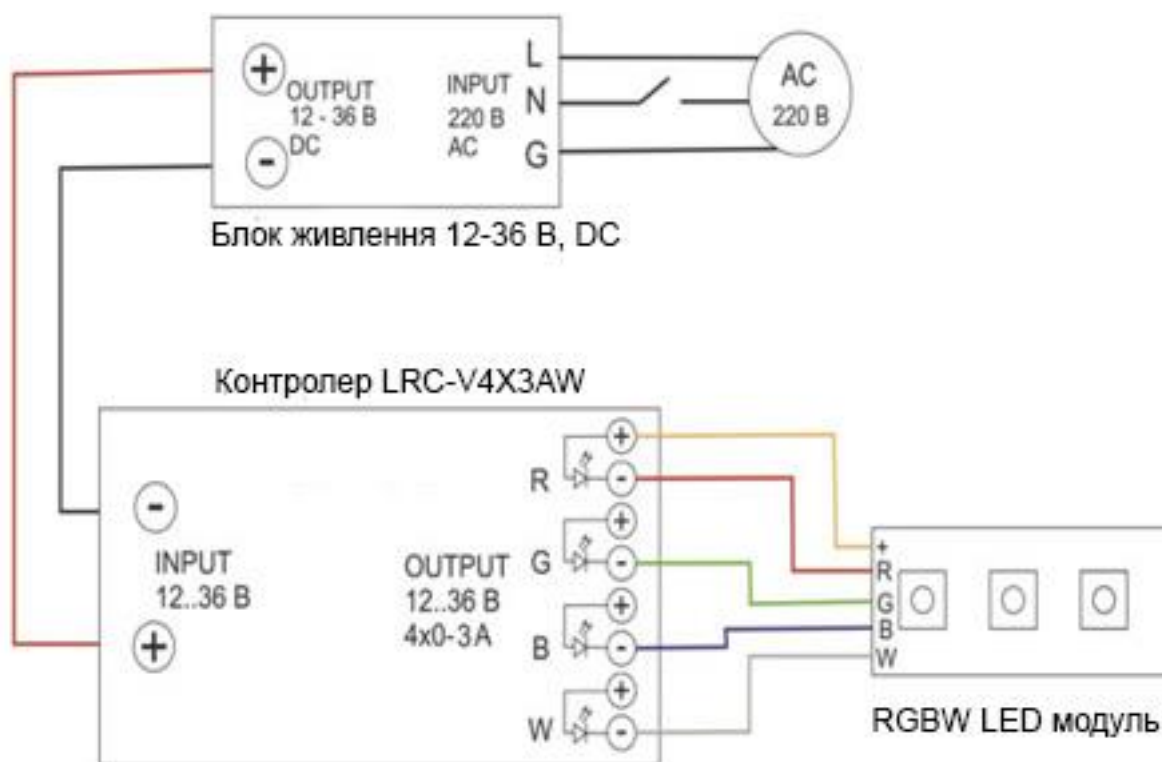 +
OUTPUT
12 - 36 В
DC
-
INPUT
220 В
AC
L
N
G
AC
220 В
Блок живлення 12-36 В, DC
Контролер LRC-V4X3AW
-
INPUT
12..36 В
+
OUTPUT
12..36 В
4x0-3 A
R
+
-
G
+
-
B
+
-
W
+
-
+
R
G
B
W
RGBW LED модуль